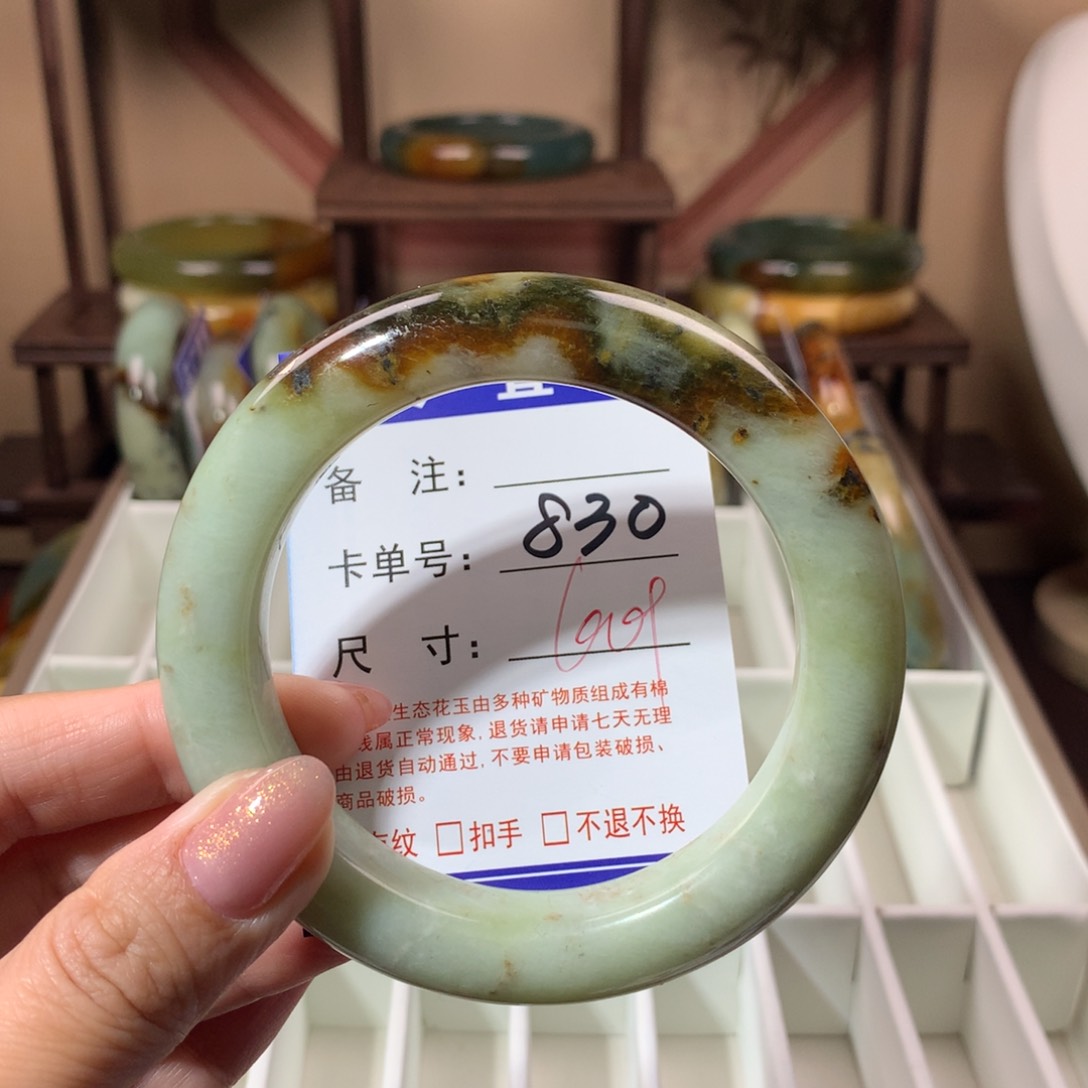 宜
备 注：
卡单号：830
尺 寸：
生态花玉由多种矿物质组成有棉
线属正常现象，退货请申请七天无理
由退货自动通过，不要申请包装破损、
商品破损。
纹 □扣手 □不退不换